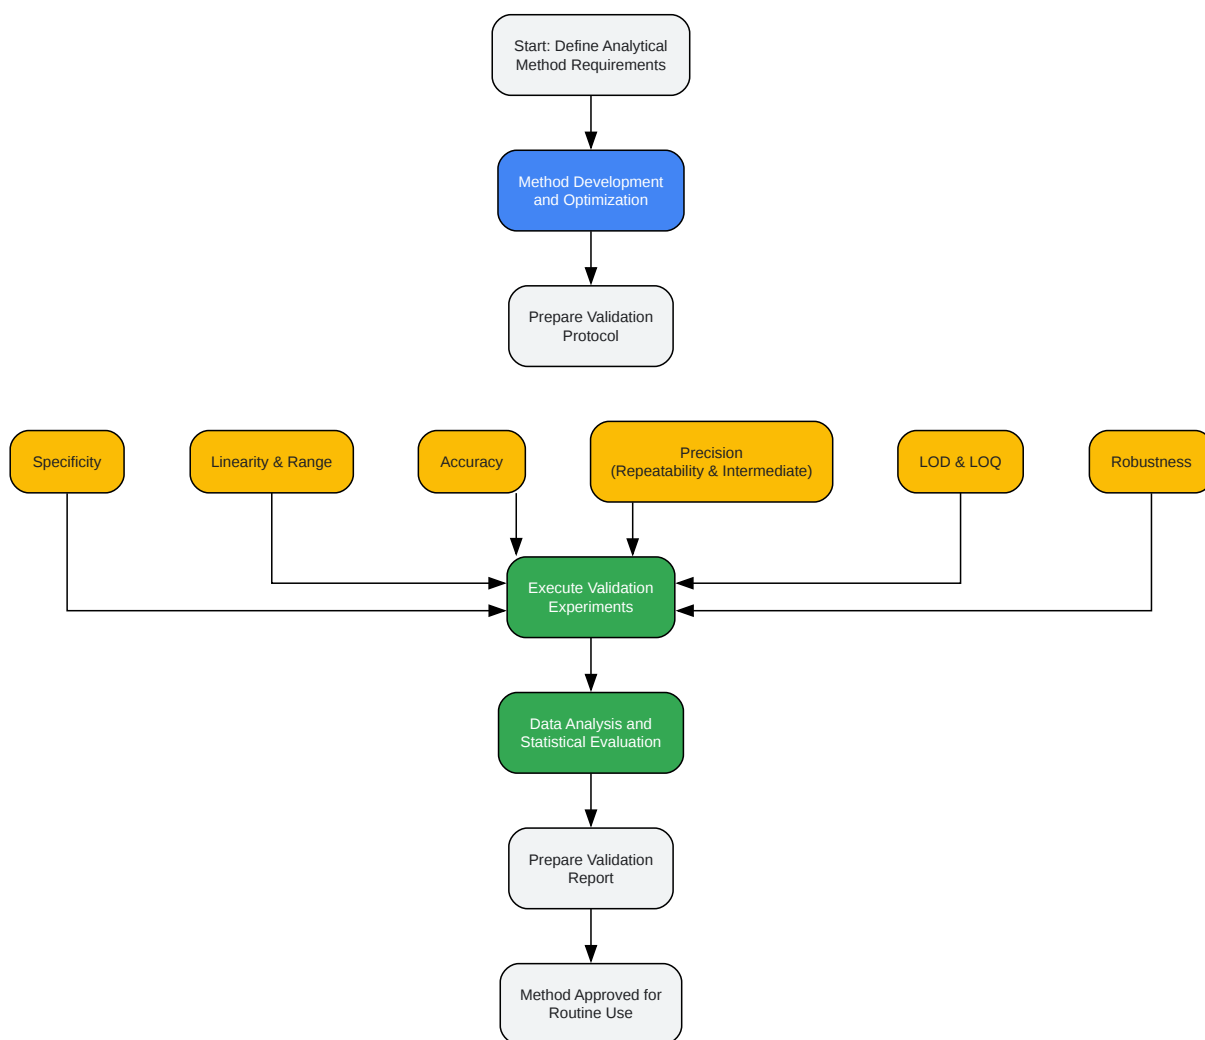 Start: Define Analytical
Method Requirements
Method Development
and Optimization
Prepare Validation
Protocol
Specificity
Linearity & Range
Accuracy
Precision
(Repeatability & Intermediate)
LOD & LOQ
Robustness
Execute Validation
Experiments
Data Analysis and
Statistical Evaluation
Prepare Validation
Report
Method Approved for
Routine Use